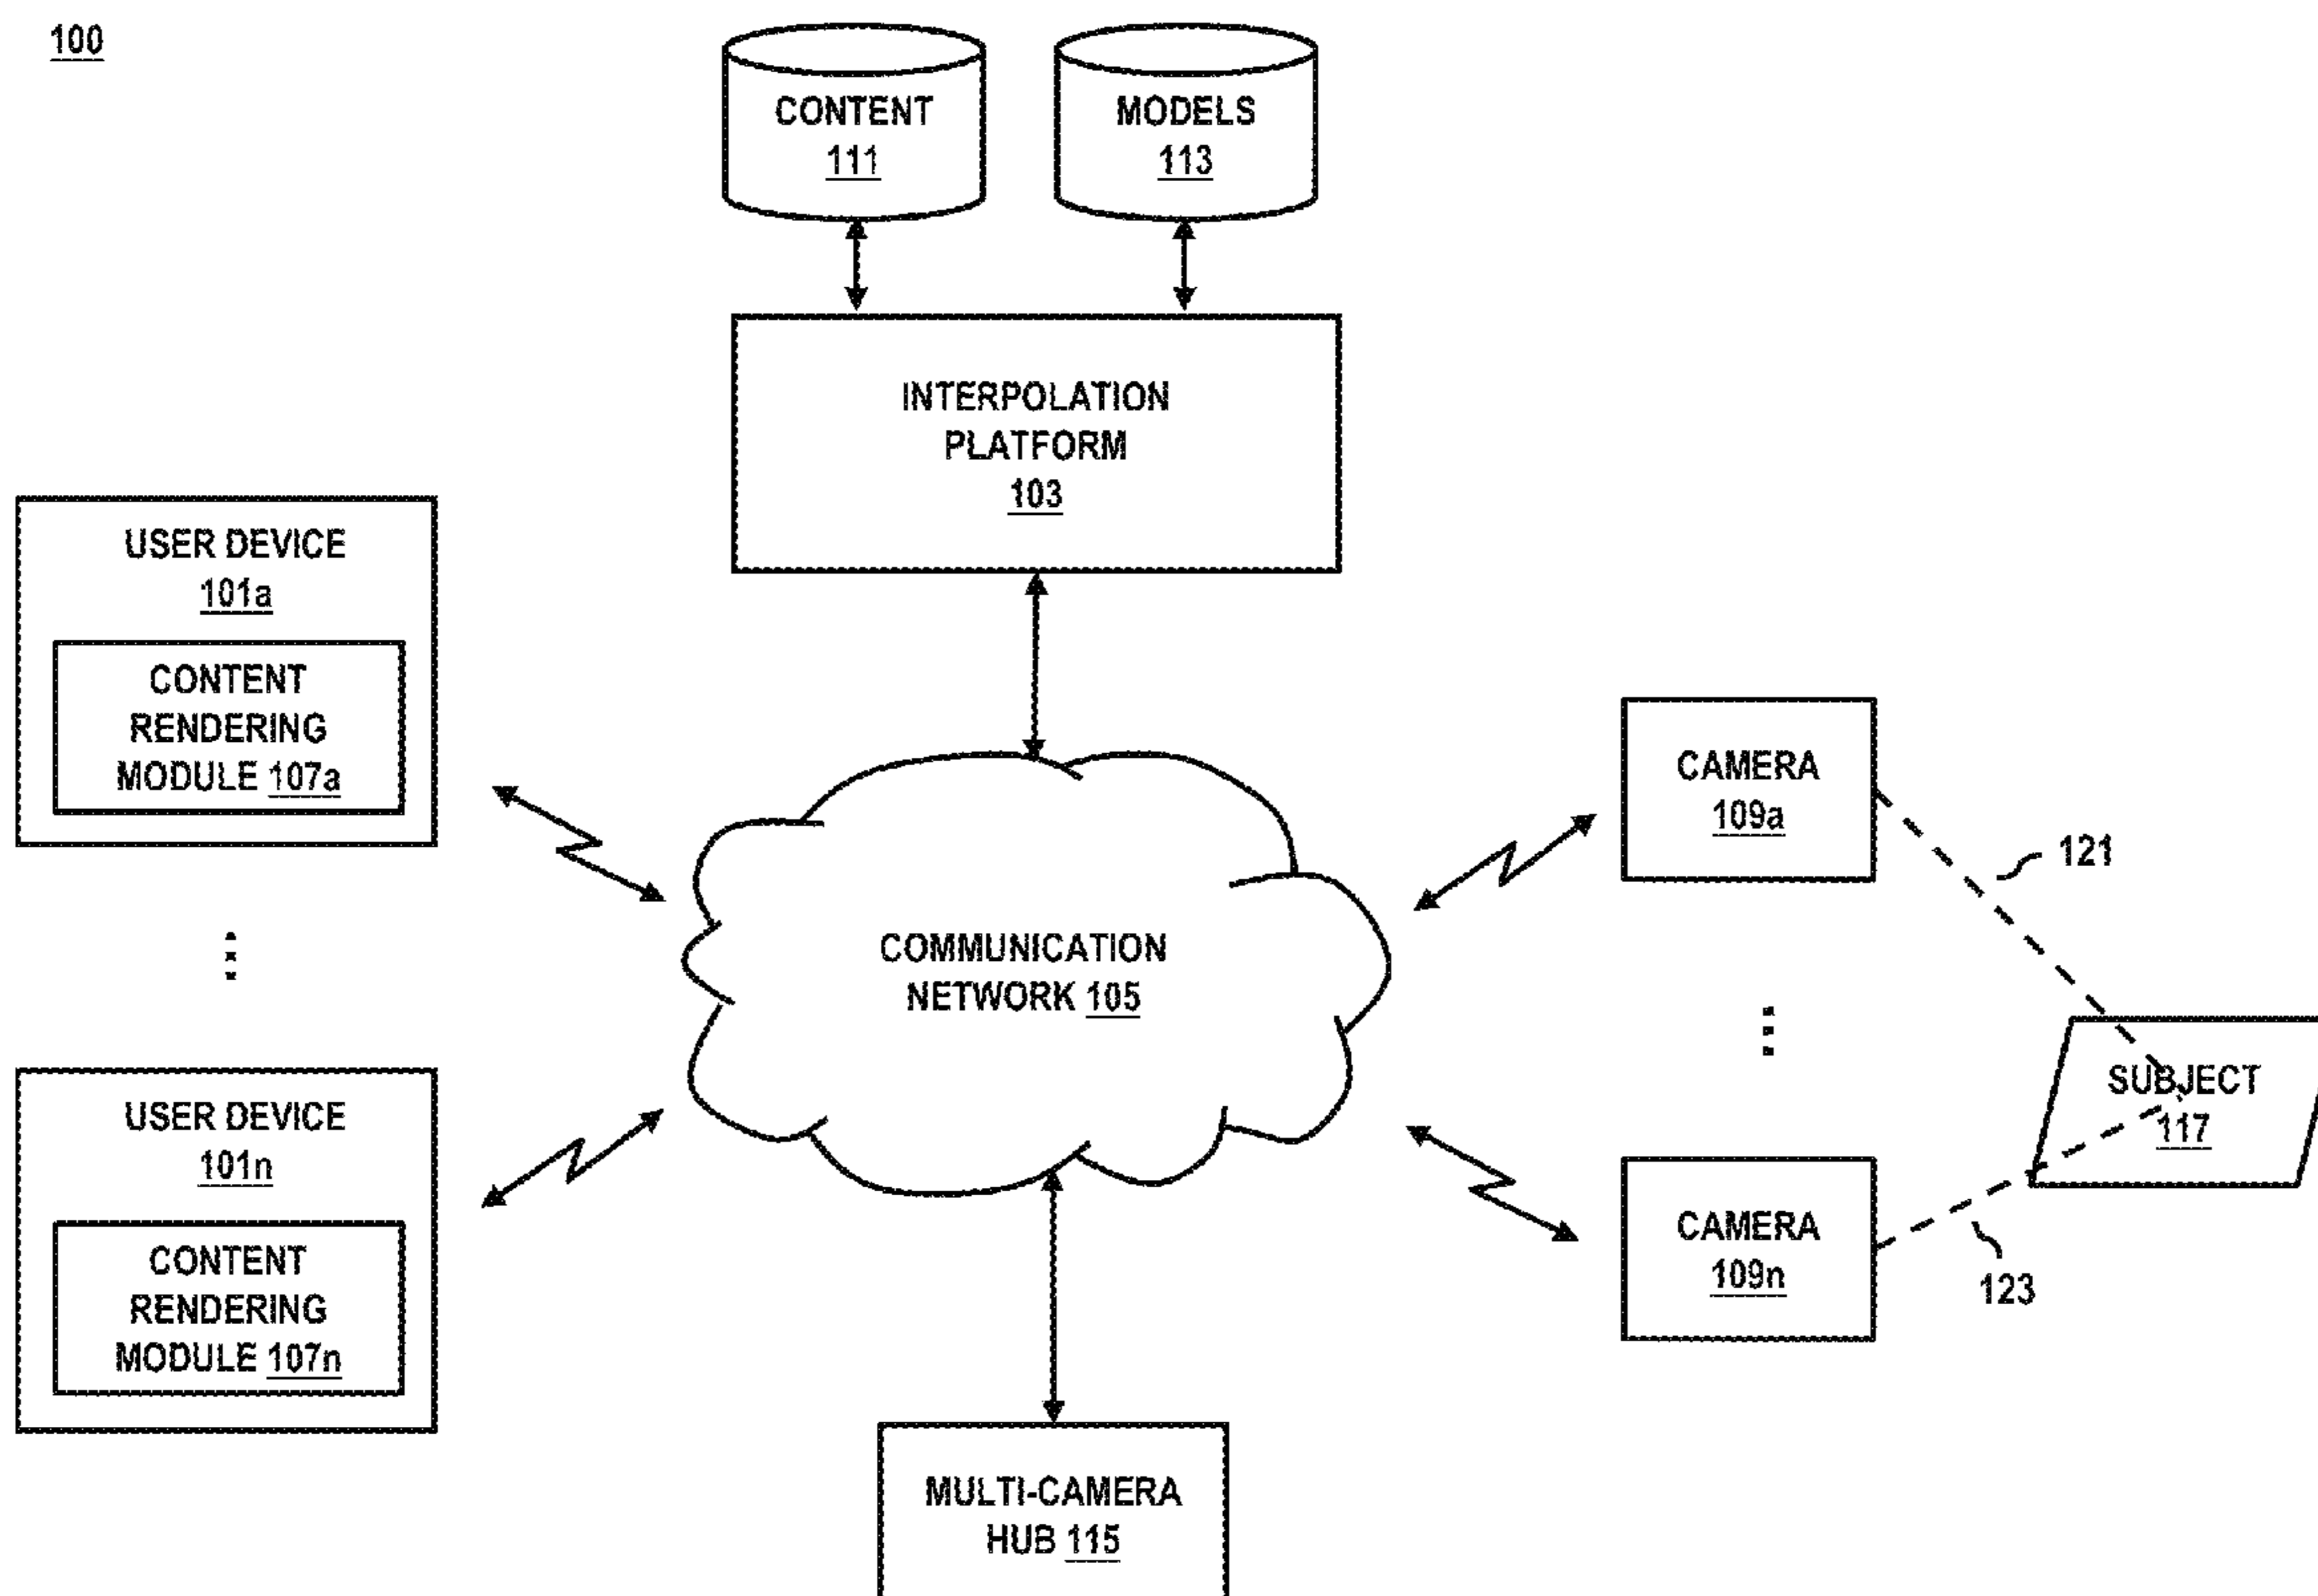 100
CONTENT
111
MODELS
113
INTERPOLATION
PLATFORM
103
USER DEVICE
101a
CONTENT
RENDERING
MODULE 107a
CAMERA
109a
121
COMMUNICATION
NETWORK 105
SUBJECT
117
USER DEVICE
101n
CONTENT
RENDERING
MODULE 107n
CAMERA
109n
123
MULTI-CAMERA
HUB 115